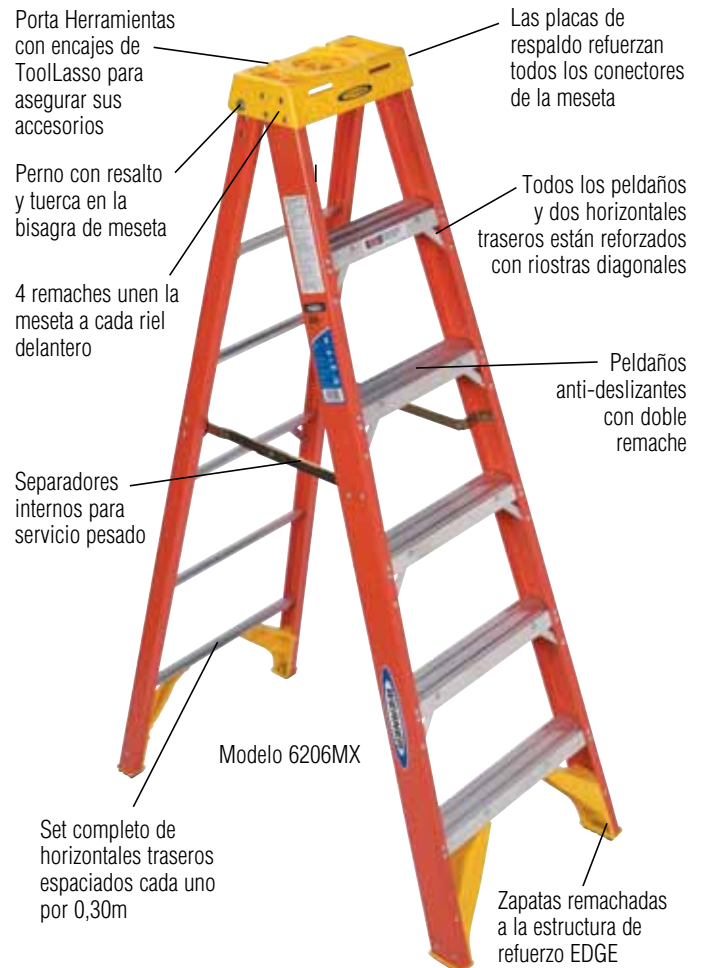 Porta Herramientas
con encajes de
ToolLasso para
asegurar sus
accesorios
Las placas de
respaldo refuerzan
todos los conectores
de la meseta
Perno con resalto
y tuerca en la
bisagra de meseta
Todos los peldaños
y dos horizontales
traseros están reforzados
con riostras diagonales
4 remaches unen la
meseta a cada riel
delantero
Peldaños
anti-deslizantes
con doble
remache
Separadores
internos para
servicio pesado
WERNER
Modelo 6206MX
Set completo de
horizontales traseros
espaciados cada uno
por 0,30m
Zapatas remachadas
a la estructura de
refuerzo EDGE